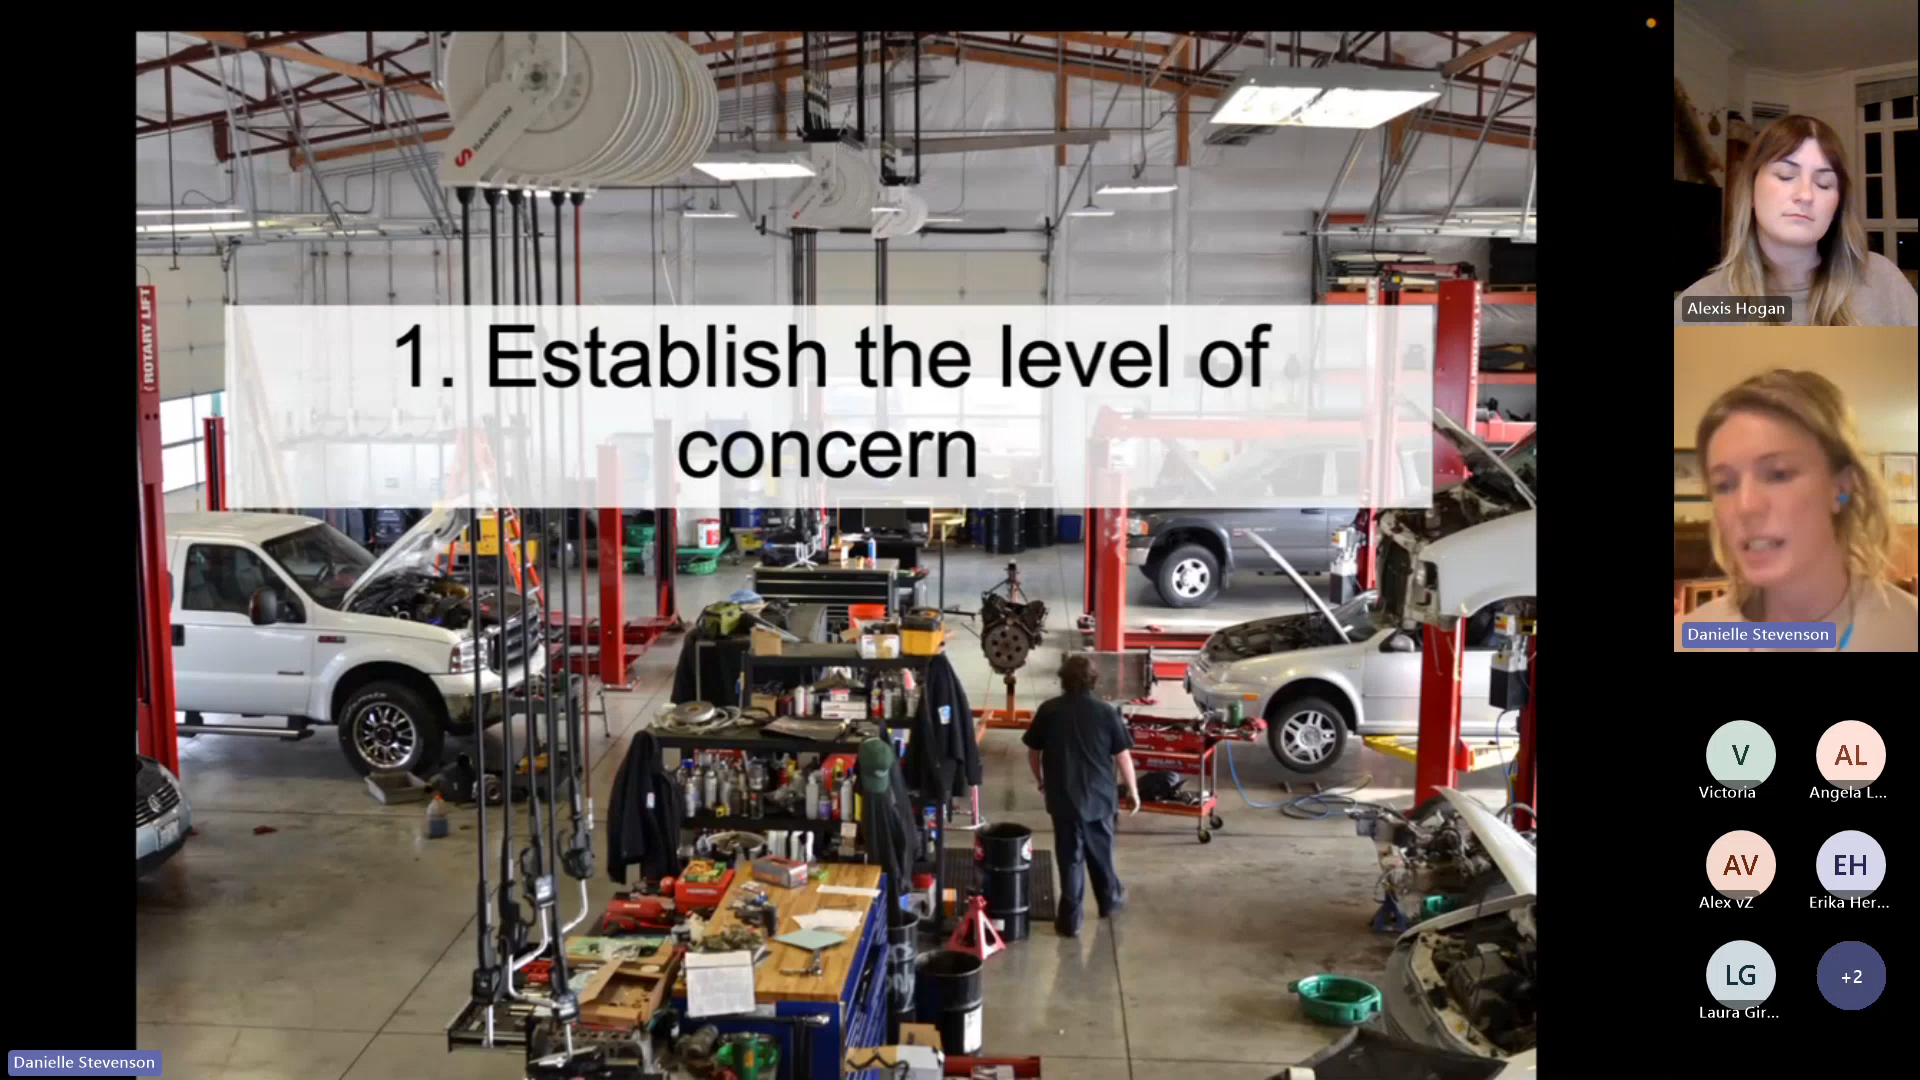 SAMSON
ROTARY LIFT
1. Establish the level of
concern
Alexis Hogan
Danielle Stevenson
V
AL
Victoria
Angela L...
AV
EH
Alex vZ
Erika Her...
LG
+2
Laura Gir...
Danielle Stevenson